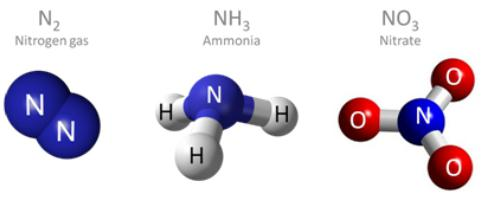 N₂
Nitrogen gas
NH₃
Ammonia
NO₃
Nitrate
N
N
N
H
H
H
O
O
N
O